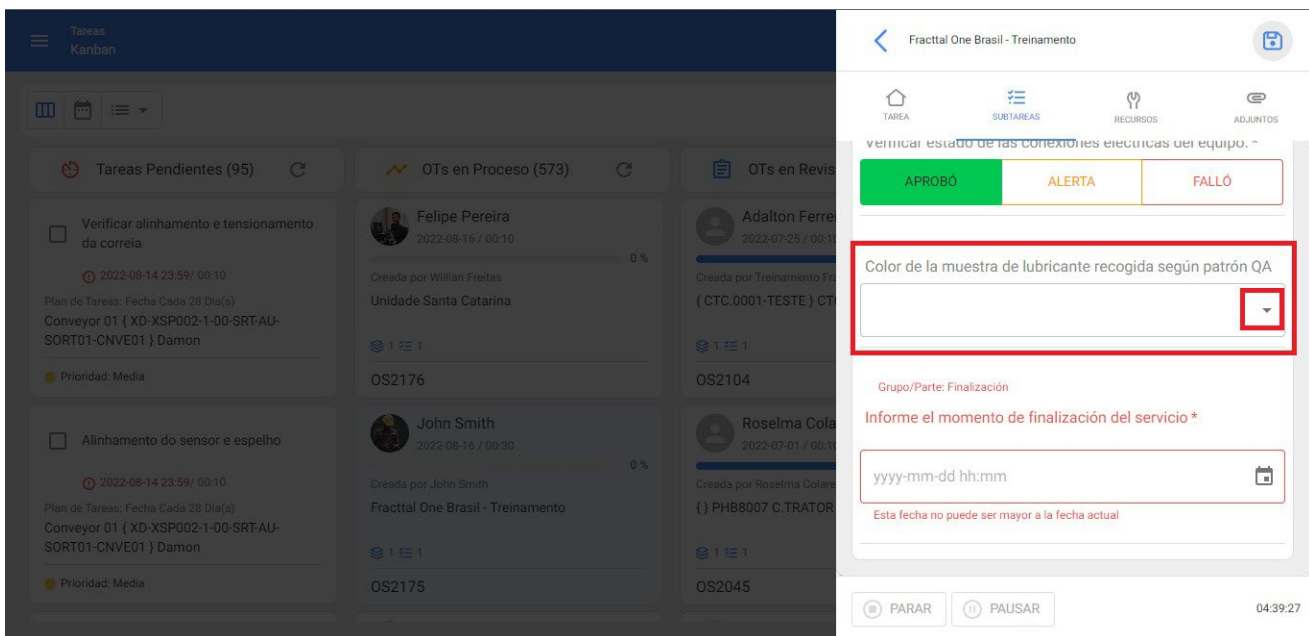 Tareas
Kanban
Tareas Pendientes (95)
Verificar alinhamento e tensionamento
da correia
2022-08-14 23:59/ 00:10
Plan de Tareas: Fecha Cada 28 Dia(s)
Conveyor 01 { XD-XSP002-1-00-SRT-AU-
SORT01-CNVE01 } Damon
Prioridad: Media
Alinhamento do sensor e espelho
2022-08-14 23:59/ 00:10
Plan de Tareas: Fecha Cada 28 Dia(s)
Conveyor 01 { XD-XSP002-1-00-SRT-AU-
SORT01-CNVE01 } Damon
Prioridad: Media
OTs en Proceso (573)
Felipe Pereira
2022-08-16 / 00:10
0 %
Creada por Willian Freitas
Unidade Santa Catarina
1 1
OS2176
John Smith
2022-08-16 / 00:30
0 %
Creada por John Smith
Fracttal One Brasil - Treinamento
1 1
OS2175
OTs en Revis
Adalton Ferrei
2022-07-25 / 00:10
Creada por Treinamento Fra
{ CTC.0001-TESTE } CT
1 1
OS2104
Roselma Cola
2022-07-01 / 00:10
Creada por Roselma Colare
{ } PHB8007 C.TRATOR
1 1
OS2045
Fracttal One Brasil - Treinamento
TAREA
SUBTAREAS
RECURSOS
ADJUNTOS
Verificar estado de las conexiones eléctricas del equipo. *
APROBÓ
ALERTA
FALLÓ
Color de la muestra de lubricante recogida según patrón QA
Grupo/Parte: Finalización
Informe el momento de finalización del servicio *
yyyy-mm-dd hh:mm
Esta fecha no puede ser mayor a la fecha actual
PARAR
PAUSAR
04:39:27